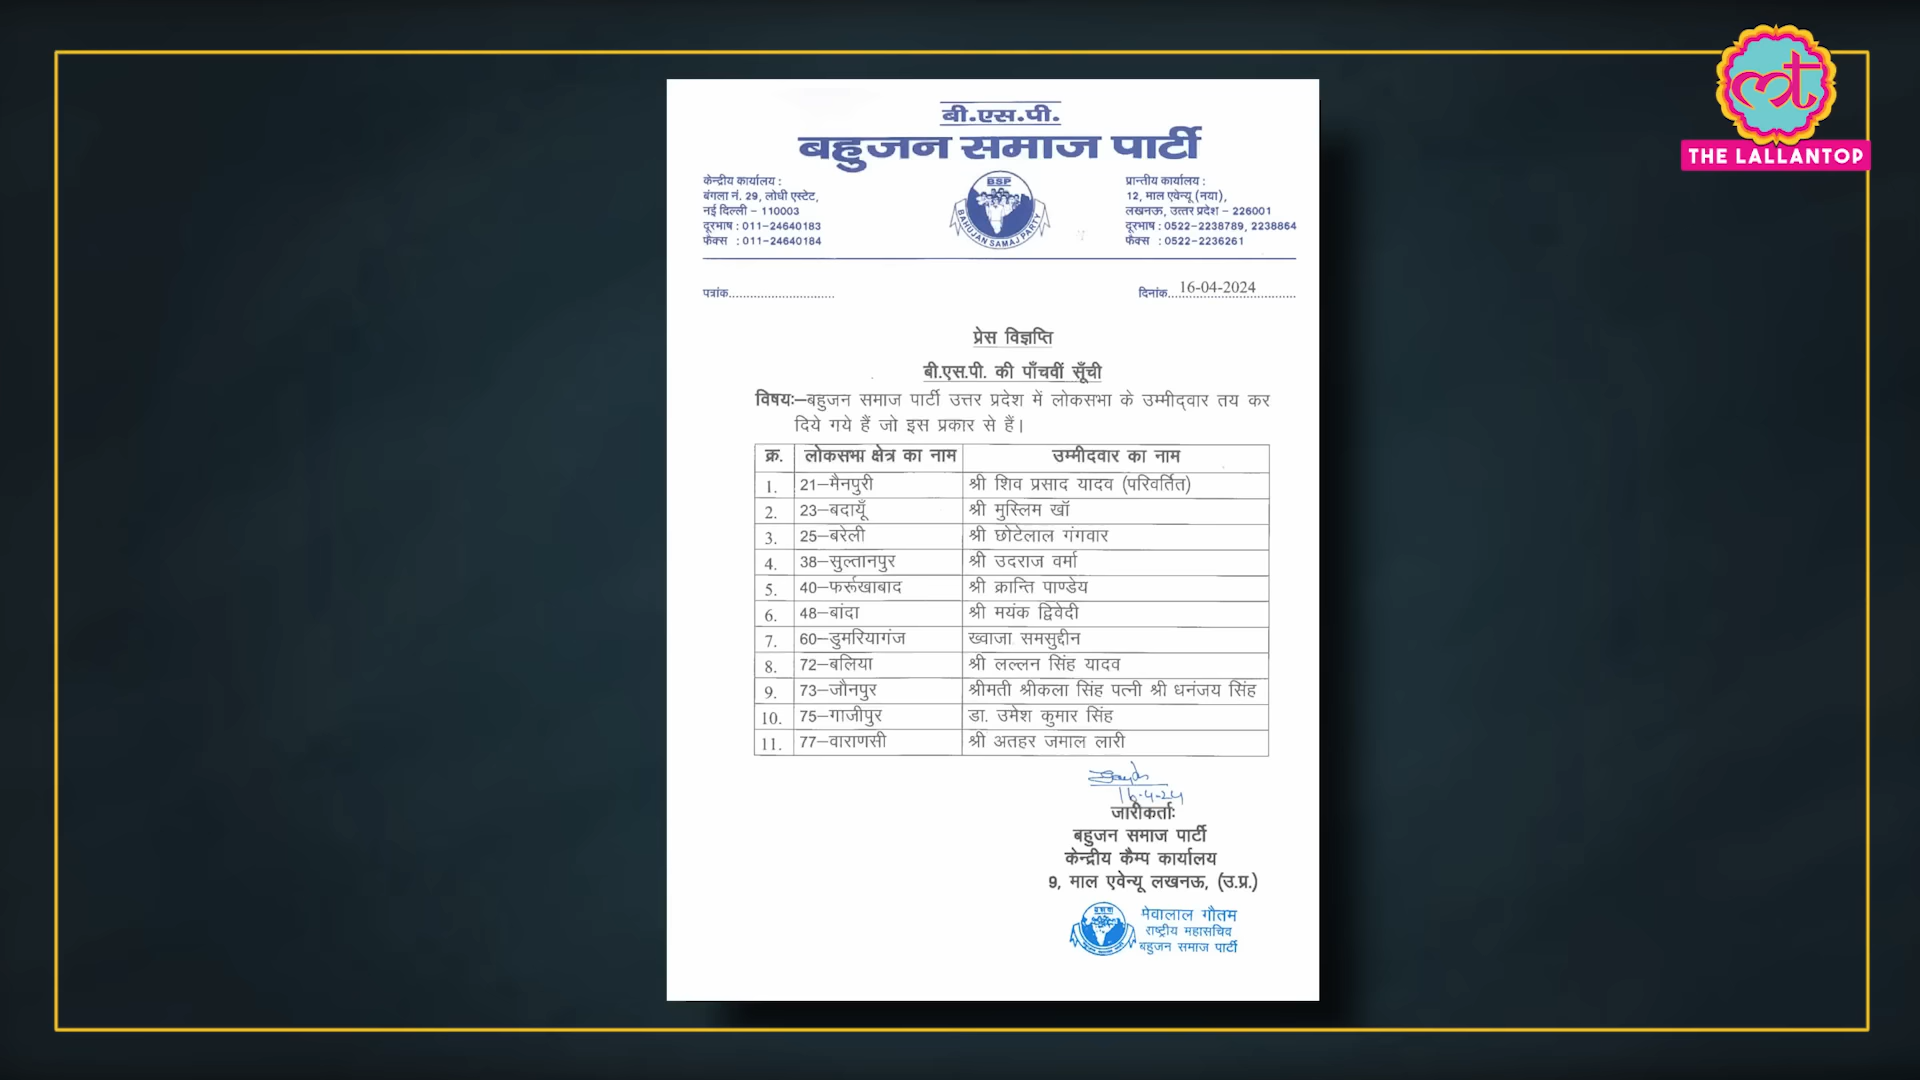 THE LALLANTOP
बी.एस.पी.
बहुजन समाज पार्टी
केन्द्रीय कार्यालय :
बंगला नं. 29, लोधी एस्टेट,
नई दिल्ली – 110003
दूरभाष : 011-24640183
फैक्स : 011-24640184
BSP
BAHUJAN SAMAJ PARTY
प्रान्तीय कार्यालय :
12, माल एवेन्यू (नया),
लखनऊ, उत्तर प्रदेश – 226001
दूरभाष : 0522-2238789, 2238864
फैक्स : 0522-2236261
पत्रांक............................
दिनांक...16-04-2024
प्रेस विज्ञप्ति
बी.एस.पी. की पाँचवीं सूँची
विषयः–बहुजन समाज पार्टी उत्तर प्रदेश में लोकसभा के उम्मीद्वार तय कर
दिये गये हैं जो इस प्रकार से हैं।
क्र. लोकसभा क्षेत्र का नाम उम्मीदवार का नाम
1. 21–मैनपुरी श्री शिव प्रसाद यादव (परिवर्तित)
2. 23–बदायूँ श्री मुस्लिम खॉ
3. 25–बरेली श्री छोटेलाल गंगवार
4. 38–सुल्तानपुर श्री उदराज वर्मा
5. 40–फर्रूखाबाद श्री क्रान्ति पाण्डेय
6. 48–बांदा श्री मयंक द्विवेदी
7. 60–डुमरियागंज ख्वाजा समसुद्दीन
8. 72–बलिया श्री लल्लन सिंह यादव
9. 73–जौनपुर श्रीमती श्रीकला सिंह पत्नी श्री धनंजय सिंह
10. 75–गाजीपुर डा. उमेश कुमार सिंह
11. 77–वाराणसी श्री अतहर जमाल लारी
16-4-24
जारीकर्ताः
बहुजन समाज पार्टी
केन्द्रीय कैम्प कार्यालय
9, माल एवेन्यू लखनऊ, (उ.प्र.)
मेवालाल गौतम
राष्ट्रीय महासचिव
बहुजन समाज पार्टी